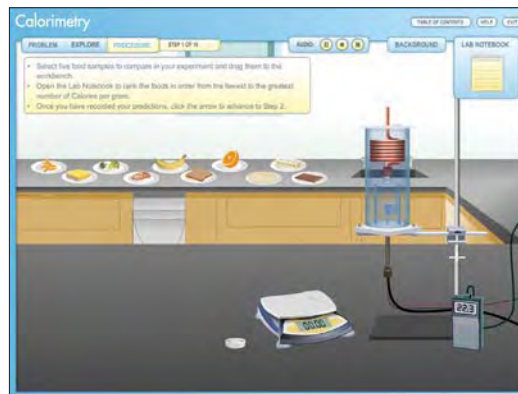 Calorimetry
TABLE OF CONTENTS HELP
PROBLEM EXPLORE PROCEDURE STEP 1 OF 15 AUDIO BACKGROUND LAB NOTEBOOK
• Select five food samples to compare in your experiment and drag them to the
workbench.
• Open the Lab Notebook to rank the foods in order from the fewest to the greatest
number of Calories per gram.
• Once you have recorded your predictions, click the arrow to advance to Step 2.
22.3
00.00